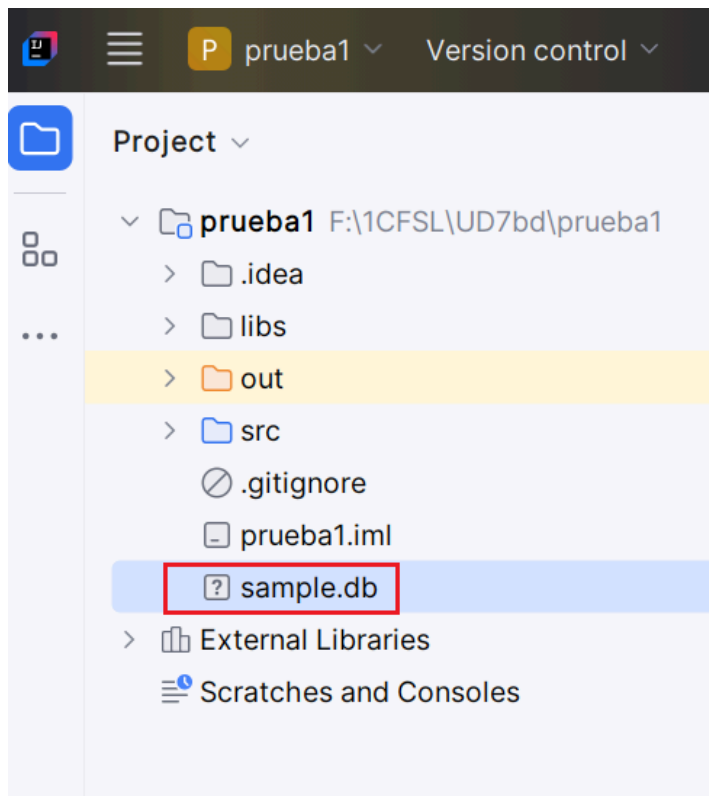 P prueba1 Version control
Project
prueba1 F:\1CFSL\UD7bd\prueba1
.idea
libs
out
src
.gitignore
prueba1.iml
sample.db
External Libraries
Scratches and Consoles